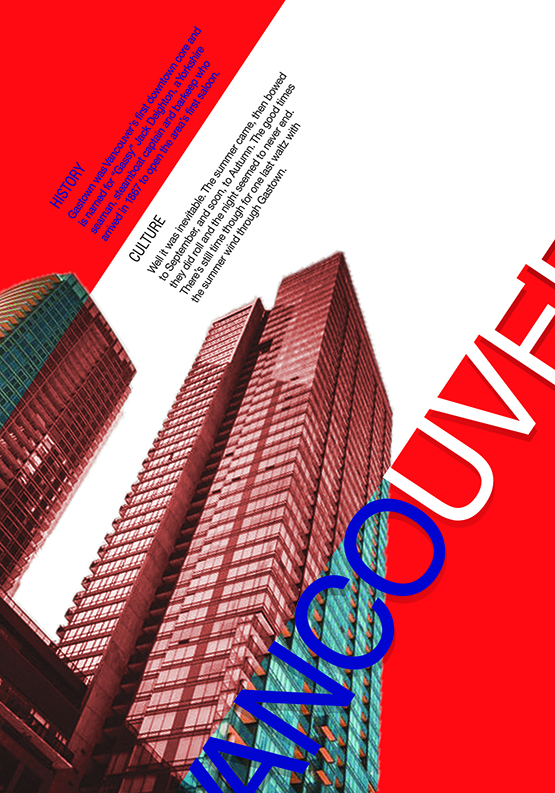 HISTORY
Gastown was Vancouver's first downtown core and
is named for "Gassy" Jack Deighton, a Yorkshire
seaman, steamboat captain and barkeep who
arrived in 1867 to open the area's first saloon.
CULTURE
Well it was inevitable. The summer came, then bowed
to September, and soon, to Autumn. The good times
they did roll and the night seemed to never end.
There's still time though for one last waltz with
the summer wind through Gastown.
VANCOUVER